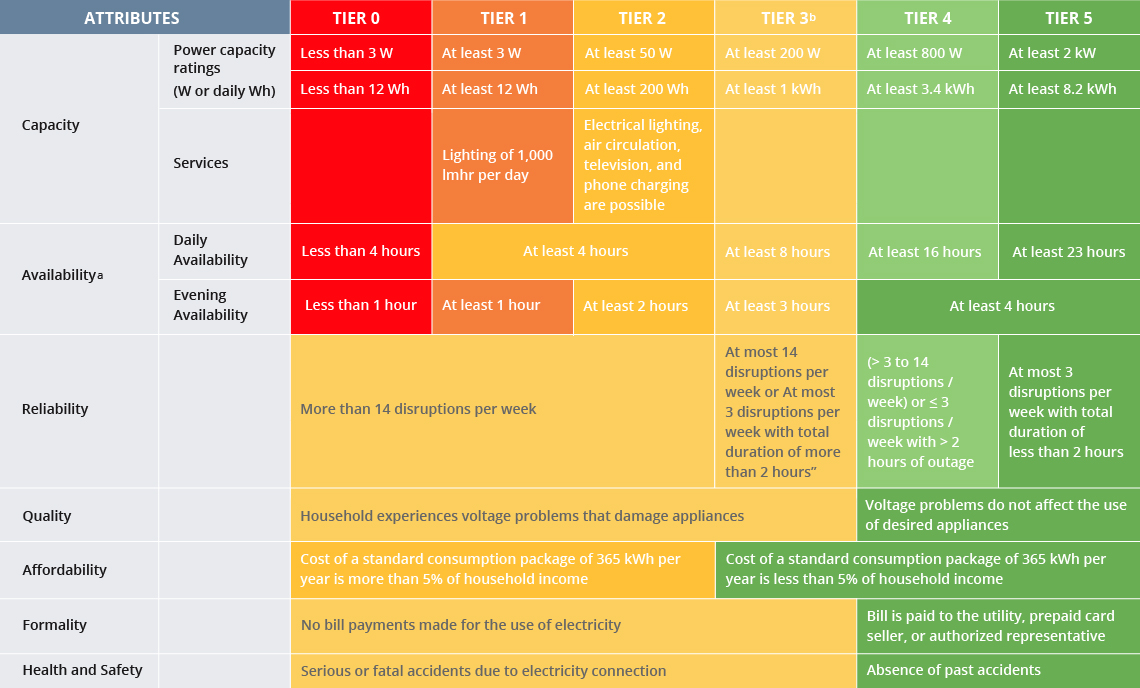 ATTRIBUTES
TIER 0
TIER 1
TIER 2
TIER 3b
TIER 4
TIER 5
Capacity
Power capacity
ratings
(W or daily Wh)
Less than 3 W
At least 3 W
At least 50 W
At least 200 W
At least 800 W
At least 2 kW
Less than 12 Wh
At least 12 Wh
At least 200 Wh
At least 1 kWh
At least 3.4 kWh
At least 8.2 kWh
Services
Lighting of 1,000
lmhr per day
Electrical lighting,
air circulation,
television, and
phone charging
are possible
Availabilitya
Daily
Availability
Less than 4 hours
At least 4 hours
At least 8 hours
At least 16 hours
At least 23 hours
Evening
Availability
Less than 1 hour
At least 1 hour
At least 2 hours
At least 3 hours
At least 4 hours
Reliability
More than 14 disruptions per week
At most 14
disruptions per
week or At most
3 disruptions per
week with total
duration of more
than 2 hours”
(> 3 to 14
disruptions /
week) or ≤ 3
disruptions /
week with > 2
hours of outage
At most 3
disruptions per
week with total
duration of
less than 2 hours
Quality
Household experiences voltage problems that damage appliances
Voltage problems do not affect the use
of desired appliances
Affordability
Cost of a standard consumption package of 365 kWh per
year is more than 5% of household income
Cost of a standard consumption package of 365 kWh per
year is less than 5% of household income
Formality
No bill payments made for the use of electricity
Bill is paid to the utility, prepaid card
seller, or authorized representative
Health and Safety
Serious or fatal accidents due to electricity connection
Absence of past accidents